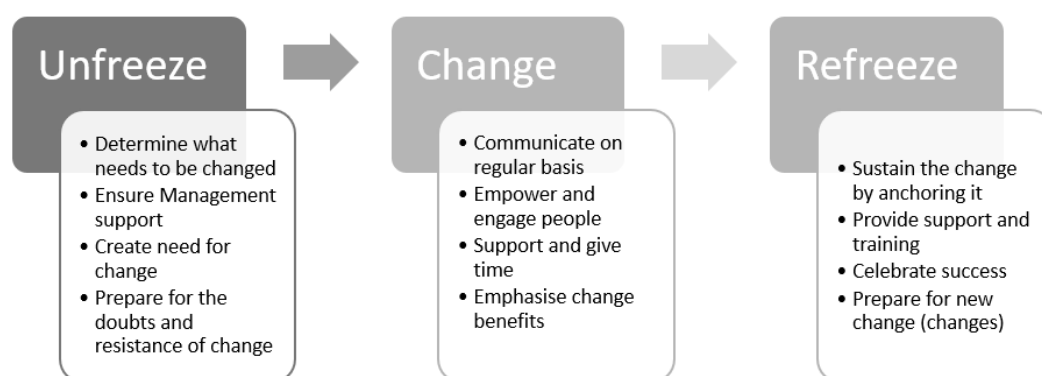 Unfreeze
• Determine what
needs to be changed
• Ensure Management
support
• Create need for
change
• Prepare for the
doubts and
resistance of change
Change
• Communicate on
regular basis
• Empower and
engage people
• Support and give
time
• Emphasise change
benefits
Refreeze
• Sustain the change
by anchoring it
• Provide support and
training
• Celebrate success
• Prepare for new
change (changes)